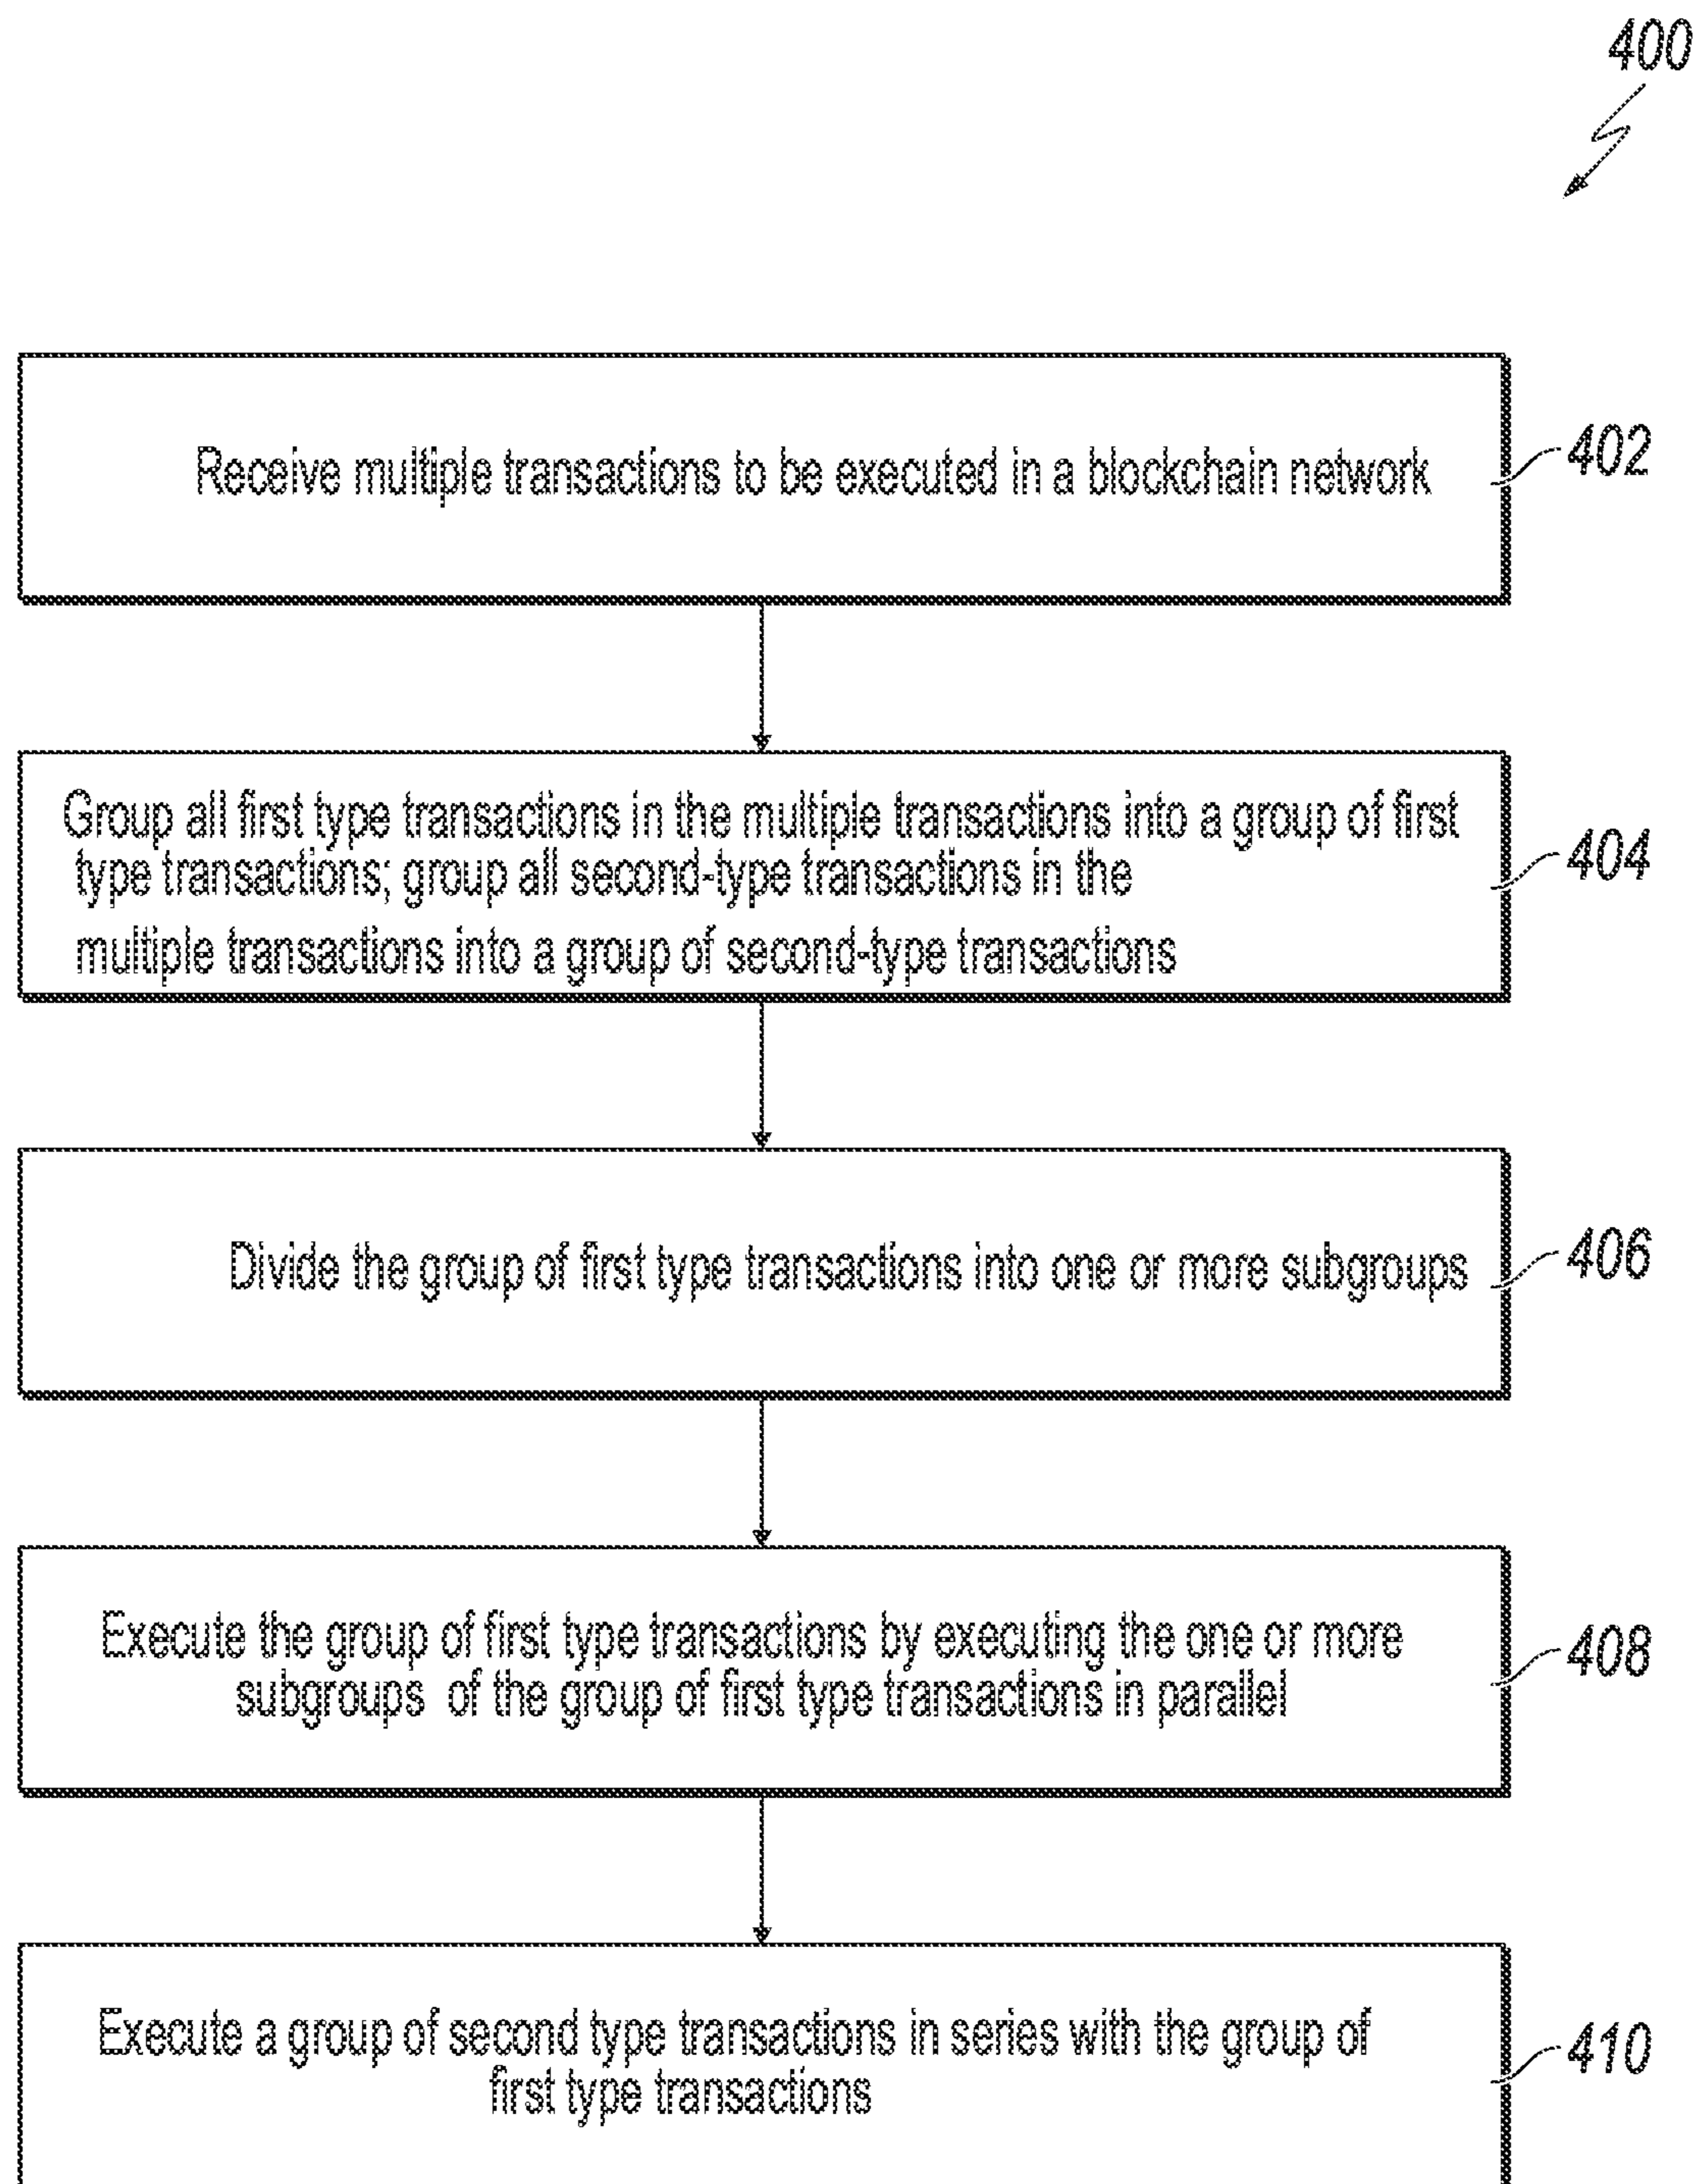 400
Receive multiple transactions to be executed in a blockchain network
402
Group all first type transactions in the multiple transactions into a group of first
type transactions; group all second-type transactions in the
multiple transactions into a group of second-type transactions
404
Divide the group of first type transactions into one or more subgroups
406
Execute the group of first type transactions by executing the one or more
subgroups of the group of first type transactions in parallel
408
Execute a group of second type transactions in series with the group of
first type transactions
410